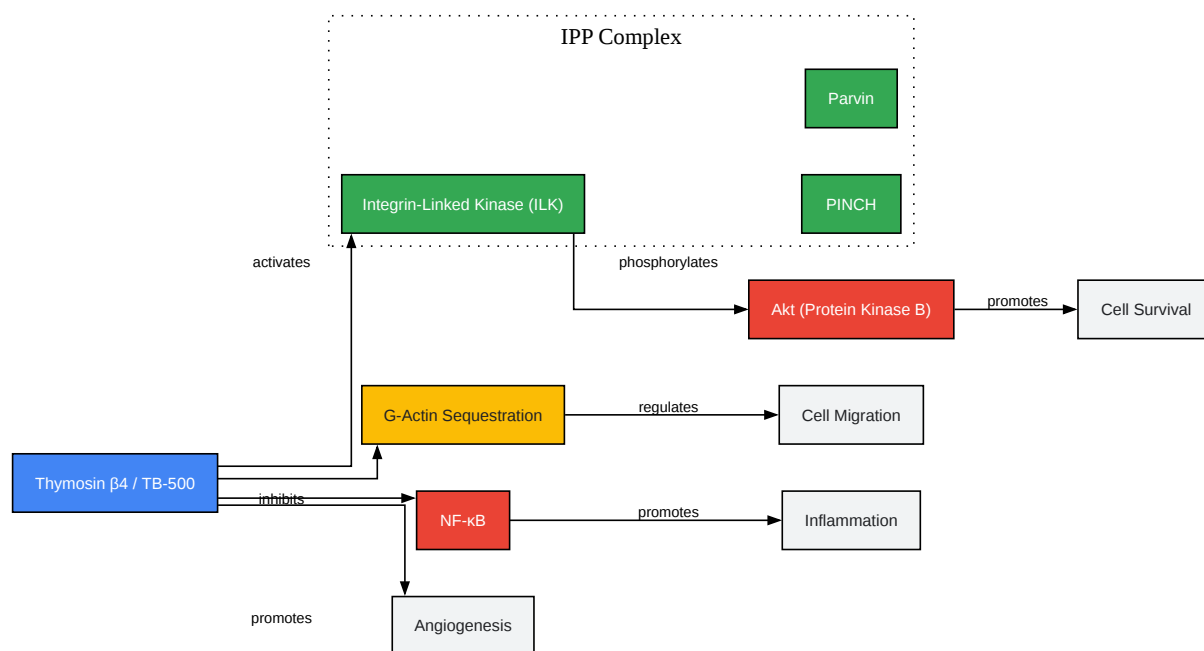 IPP Complex
Parvin
Integrin-Linked Kinase (ILK)
PINCH
activates
phosphorylates
Akt (Protein Kinase B)
promotes
Cell Survival
G-Actin Sequestration
regulates
Cell Migration
Thymosin β4 / TB-500
inhibits
NF-κB
promotes
Inflammation
promotes
Angiogenesis